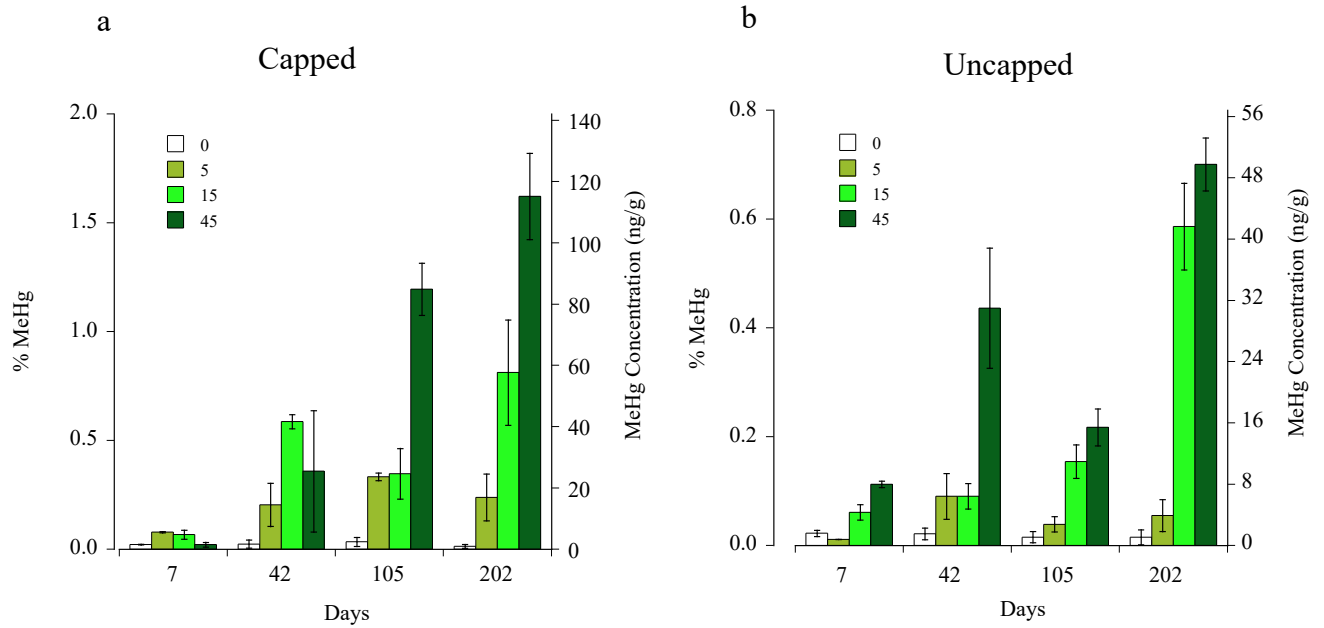 a
Capped
2.0
1.5
1.0
0.5
0.0
% MeHg
0
5
15
45
140
120
100
80
60
40
20
0
MeHg Concentration (ng/g)
7 42 105 202
Days
b
Uncapped
0.8
0.6
0.4
0.2
0.0
% MeHg
0
5
15
45
56
48
40
32
24
16
8
0
MeHg Concentration (ng/g)
7 42 105 202
Days